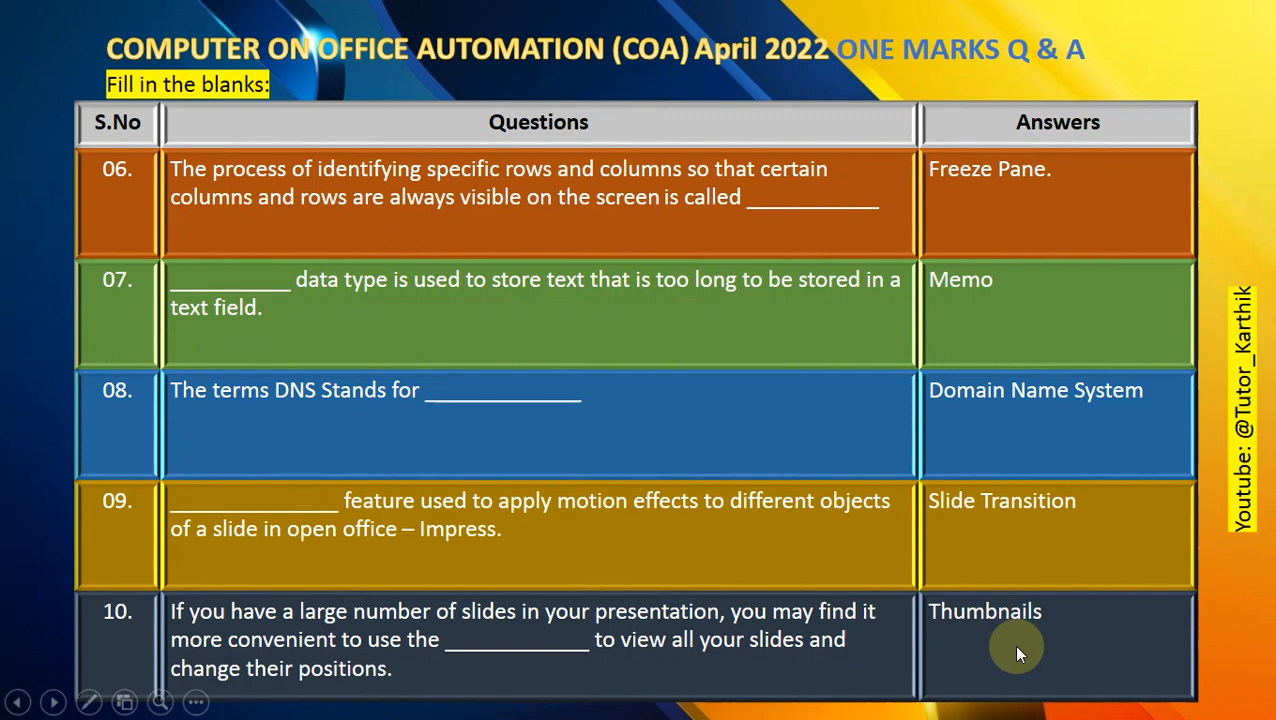 COMPUTER ON OFFICE AUTOMATION (COA) April 2022 ONE MARKS Q & A
Fill in the blanks:
S.No Questions Answers
06. The process of identifying specific rows and columns so that certain Freeze Pane.
columns and rows are always visible on the screen is called ____________
07. ___________ data type is used to store text that is too long to be stored in a Memo
text field.
08. The terms DNS Stands for ______________ Domain Name System
09. _______________ feature used to apply motion effects to different objects Slide Transition
of a slide in open office – Impress.
10. If you have a large number of slides in your presentation, you may find it Thumbnails
more convenient to use the _____________ to view all your slides and
change their positions.
Youtube: @Tutor_Karthik